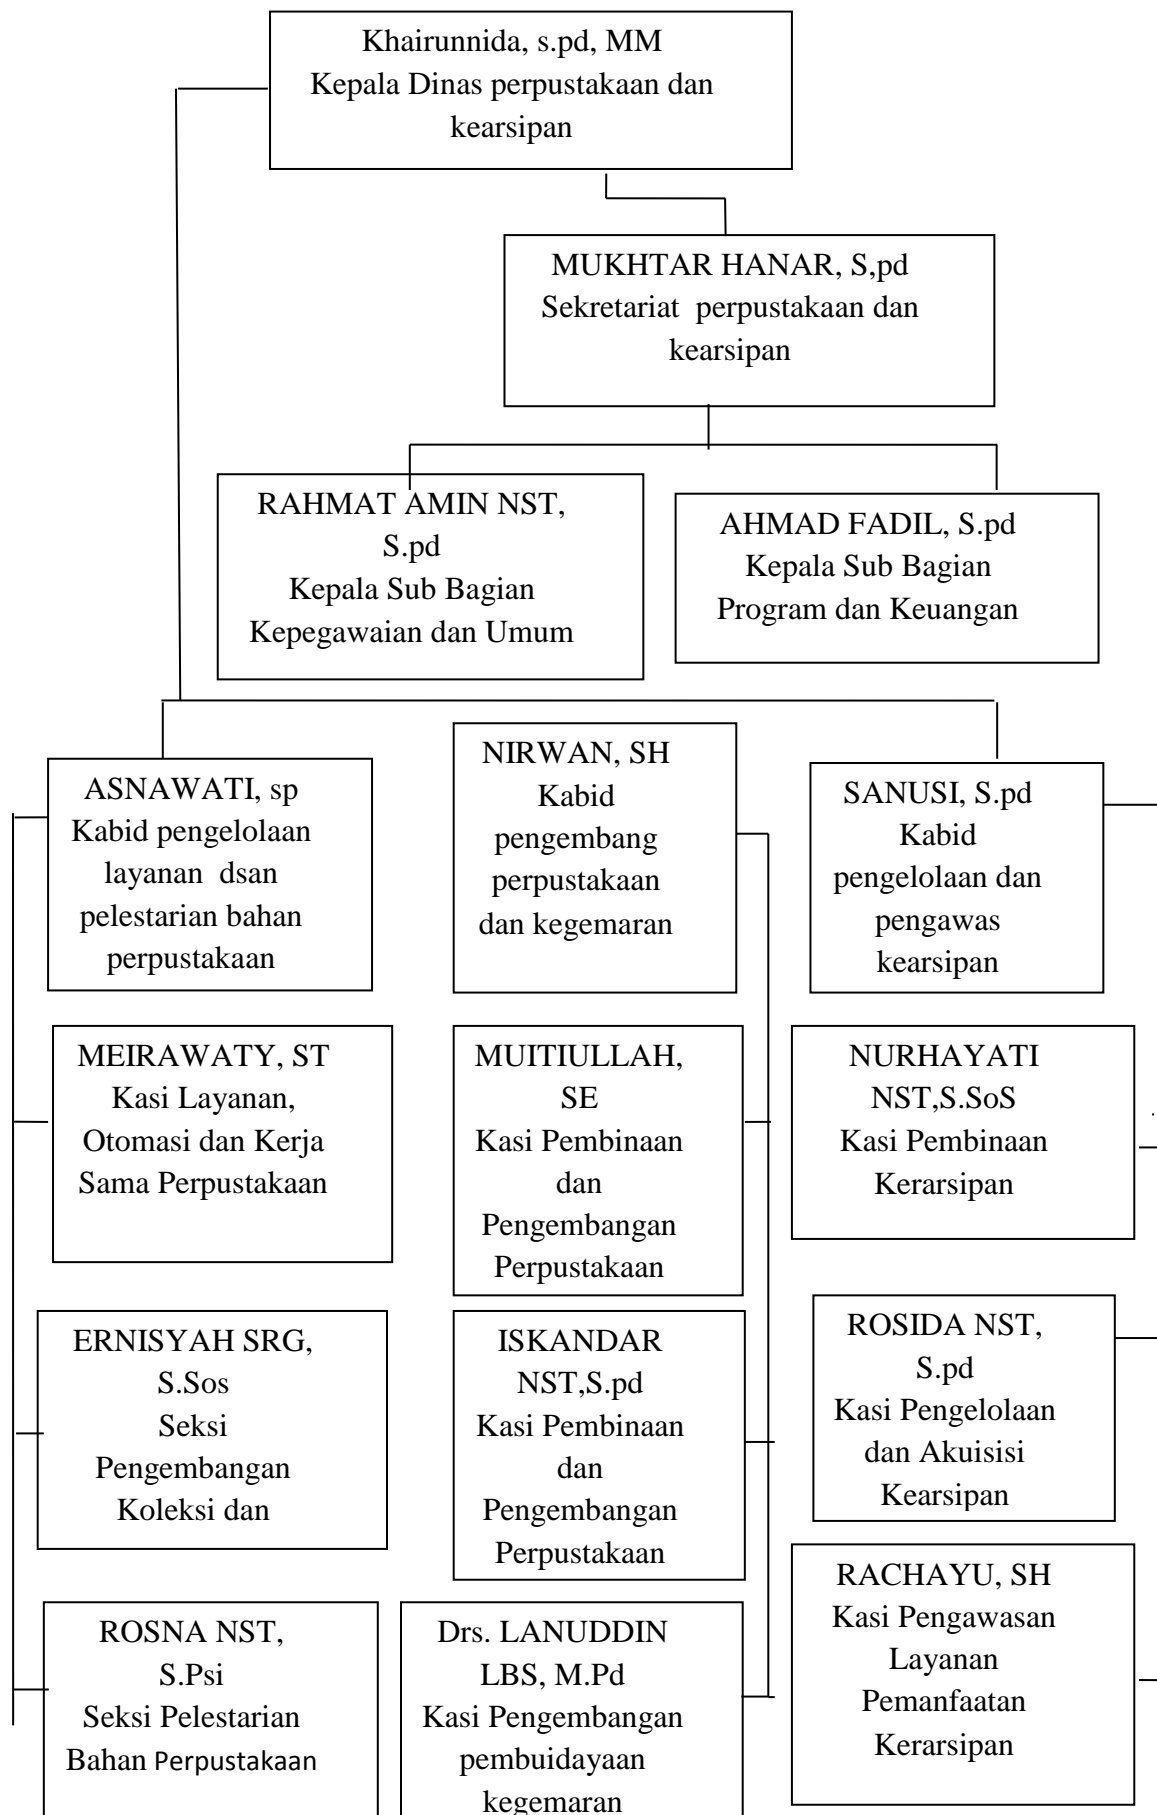 Khairunnida, s.pd, MM
Kepala Dinas perpustakaan dan
kearsipan
MUKHTAR HANAR, S,pd
Sekretariat perpustakaan dan
kearsipan
RAHMAT AMIN NST,
S.pd
Kepala Sub Bagian
Kepegawaian dan Umum
AHMAD FADIL, S.pd
Kepala Sub Bagian
Program dan Keuangan
ASNAWATI, sp
Kabid pengelolaan
layanan dsan
pelestarian bahan
perpustakaan
NIRWAN, SH
Kabid
pengembang
perpustakaan
dan kegemaran
SANUSI, S.pd
Kabid
pengelolaan dan
pengawas
kearsipan
MEIRAWATY, ST
Kasi Layanan,
Otomasi dan Kerja
Sama Perpustakaan
MUITIULLAH,
SE
Kasi Pembinaan
dan
Pengembangan
Perpustakaan
NURHAYATI
NST,S.SoS
Kasi Pembinaan
Kerarsipan
ERNISYAH SRG,
S.Sos
Seksi
Pengembangan
Koleksi dan
ISKANDAR
NST,S.pd
Kasi Pembinaan
dan
Pengembangan
Perpustakaan
ROSIDA NST,
S.pd
Kasi Pengelolaan
dan Akuisisi
Kearsipan
ROSNA NST,
S.Psi
Seksi Pelestarian
Bahan Perpustakaan
Drs. LANUDDIN
LBS, M.Pd
Kasi Pengembangan
pembuidayaan
kegemaran
RACHAYU, SH
Kasi Pengawasan
Layanan
Pemanfaatan
Kerarsipan